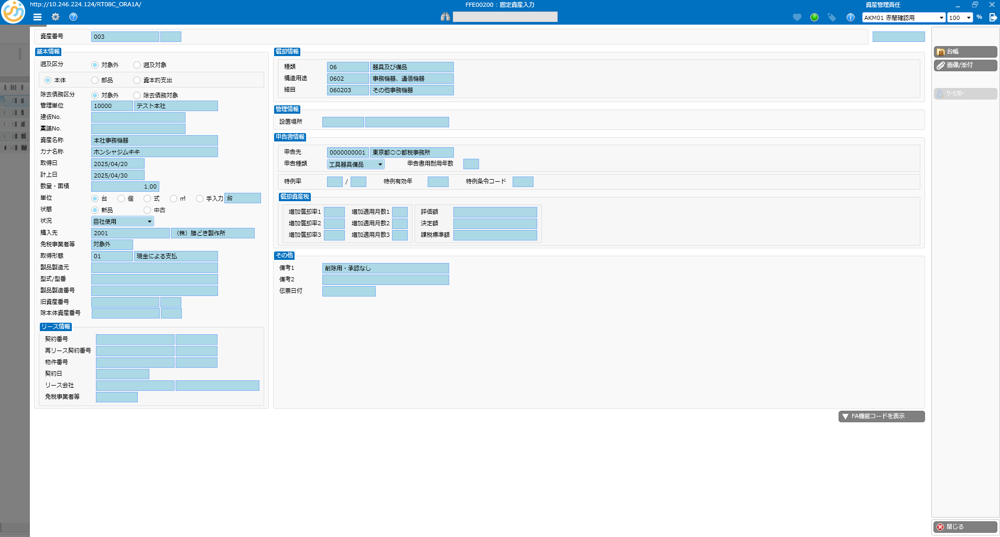 http://10.246.224.124/RT08C_ORA1A/
FFE00200 : 固定資産入力
資産管理責任
AKM01 赤間確認用
100
%
資産番号
003
基本情報
遡及区分
対象外
遡及対象
本体
部品
資本的支出
除去債務区分
対象外
除去債務対象
管理単位
10000
テスト本社
建仮No.
稟議No.
資産名称
本社事務機器
カナ名称
ホンシャジムキキ
取得日
2025/04/20
計上日
2025/04/30
数量・面積
1.00
単位
台
個
式
㎡
手入力
台
状態
新品
中古
状況
自社使用
購入先
2001
（株）勝どき製作所
免税事業者等
対象外
取得形態
01
現金による支払
製品製造元
型式/型番
製品製造番号
旧資産番号
除本体資産番号
リース情報
契約番号
再リース契約番号
物件番号
契約日
リース会社
免税事業者等
償却情報
種類
06
器具及び備品
構造用途
0602
事務機器、通信機器
細目
060203
その他事務機器
管理情報
設置場所
申告書情報
申告先
0000000001
東京都○○都税事務所
申告種類
工具器具備品
申告書用耐用年数
特例率
/
特例有効年
特例条令コード
償却資産税
増加償却率1
増加適用月数1
評価額
増加償却率2
増加適用月数2
決定額
増加償却率3
増加適用月数3
課税標準額
その他
備考1
削除用・承認なし
備考2
伝票日付
▼ FA機能コードを表示
台帳
画像/添付
ﾜｰｸﾌﾛｰ
閉じる